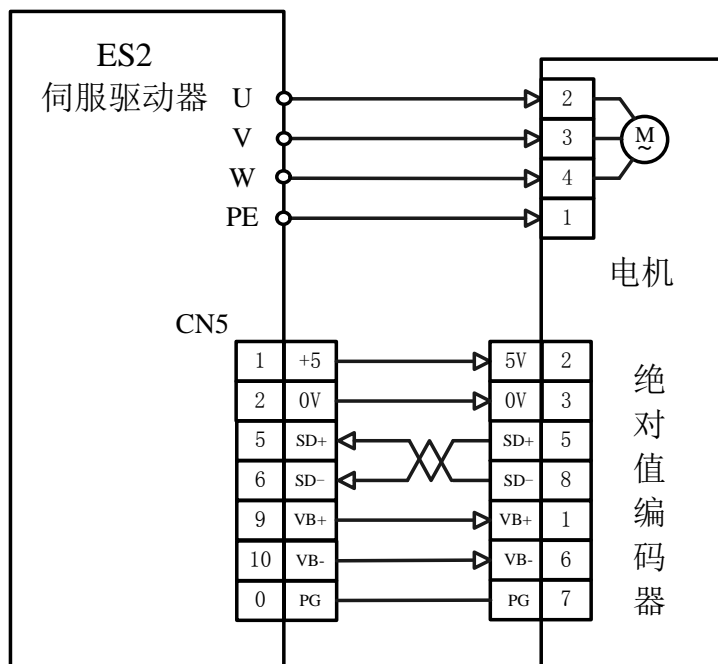 ES2
伺服驱动器 U 2
V 3 M
~
W 4
PE 1
电机
CN5
1 +5 5V 2
2 0V 0V 3
5 SD+ SD+ 5
6 SD- SD- 8
9 VB+ VB+ 1
10 VB- VB- 6
0 PG PG 7
绝对值编码器